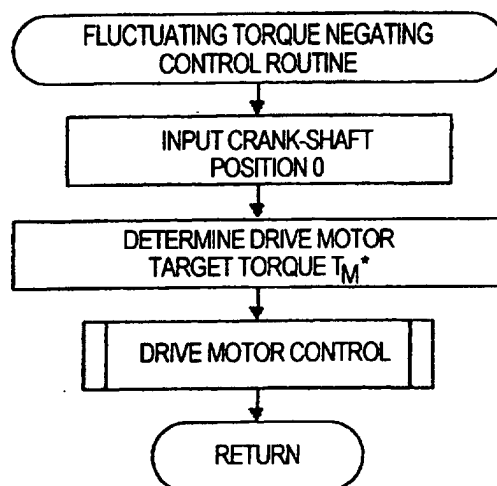 FLUCTUATING TORQUE NEGATING
CONTROL ROUTINE
INPUT CRANK-SHAFT
POSITION 0
DETERMINE DRIVE MOTOR
TARGET TORQUE TM*
DRIVE MOTOR CONTROL
RETURN